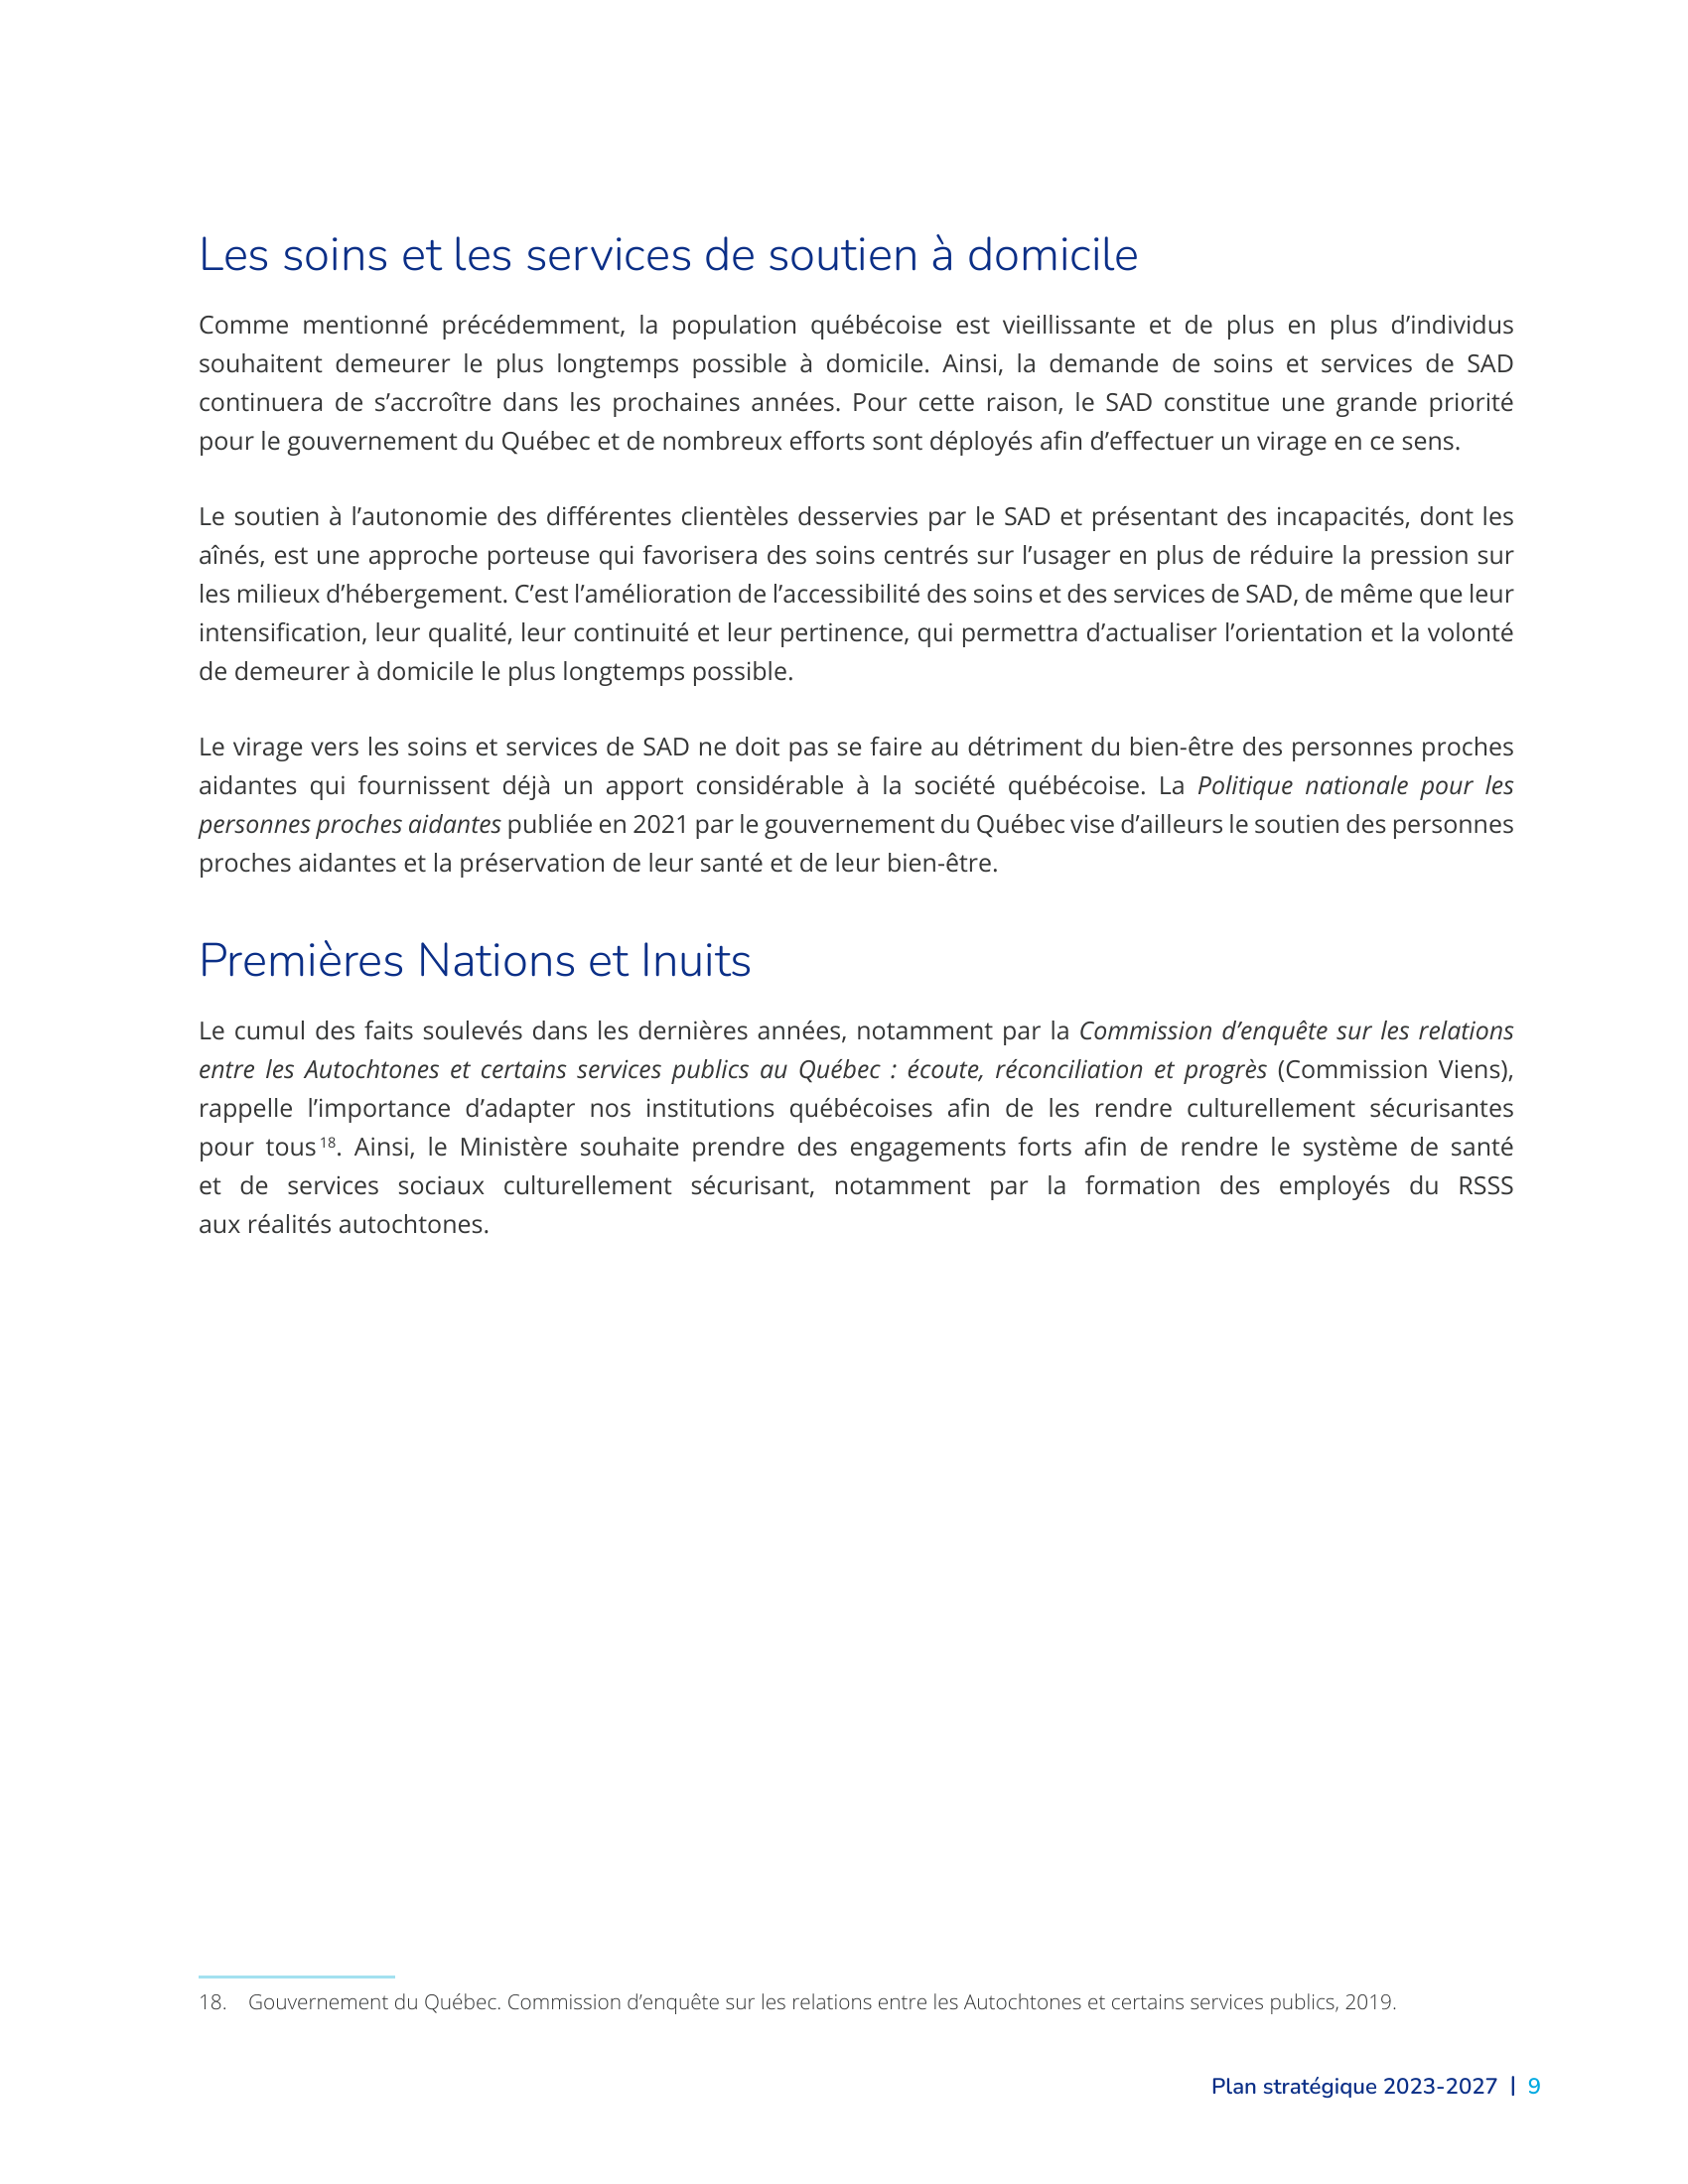 Les soins et les services de soutien à domicile
Comme mentionné précédemment, la population québécoise est vieillissante et de plus en plus d’individus
souhaitent demeurer le plus longtemps possible à domicile. Ainsi, la demande de soins et services de SAD
continuera de s’accroître dans les prochaines années. Pour cette raison, le SAD constitue une grande priorité
pour le gouvernement du Québec et de nombreux efforts sont déployés afin d’effectuer un virage en ce sens.
Le soutien à l’autonomie des différentes clientèles desservies par le SAD et présentant des incapacités, dont les
aînés, est une approche porteuse qui favorisera des soins centrés sur l’usager en plus de réduire la pression sur
les milieux d’hébergement. C’est l’amélioration de l’accessibilité des soins et des services de SAD, de même que leur
intensification, leur qualité, leur continuité et leur pertinence, qui permettra d’actualiser l’orientation et la volonté
de demeurer à domicile le plus longtemps possible.
Le virage vers les soins et services de SAD ne doit pas se faire au détriment du bien-être des personnes proches
aidantes qui fournissent déjà un apport considérable à la société québécoise. La Politique nationale pour les
personnes proches aidantes publiée en 2021 par le gouvernement du Québec vise d’ailleurs le soutien des personnes
proches aidantes et la préservation de leur santé et de leur bien-être.
Premières Nations et Inuits
Le cumul des faits soulevés dans les dernières années, notamment par la Commission d’enquête sur les relations
entre les Autochtones et certains services publics au Québec : écoute, réconciliation et progrès (Commission Viens),
rappelle l’importance d’adapter nos institutions québécoises afin de les rendre culturellement sécurisantes
pour tous 18. Ainsi, le Ministère souhaite prendre des engagements forts afin de rendre le système de santé
et de services sociaux culturellement sécurisant, notamment par la formation des employés du RSSS
aux réalités autochtones.
18. Gouvernement du Québec. Commission d’enquête sur les relations entre les Autochtones et certains services publics, 2019.
Plan stratégique 2023-2027 | 9